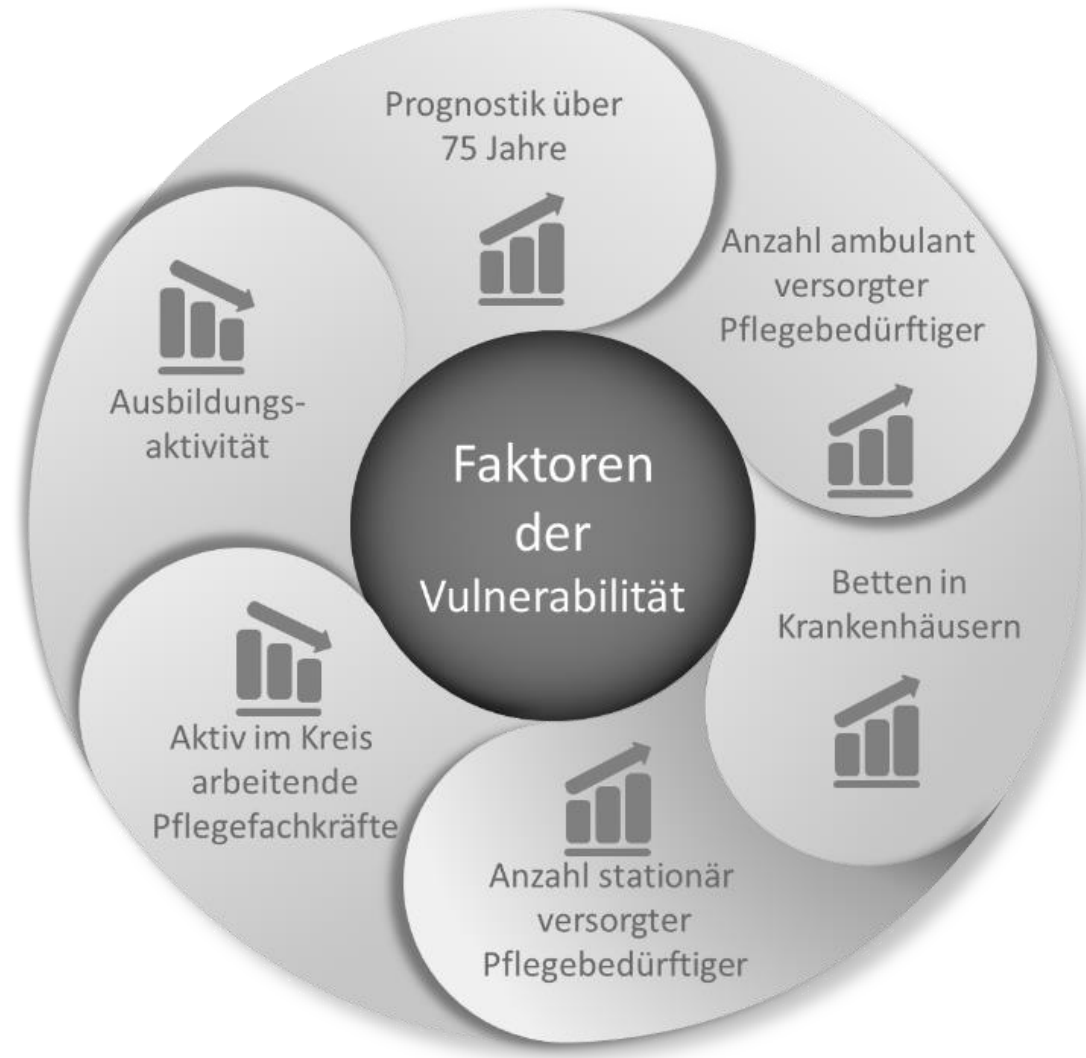 Prognostik über
75 Jahre
Anzahl ambulant
versorgter
Pflegebedürftiger
Betten in
Krankenhäusern
Anzahl stationär
versorgter
Pflegebedürftiger
Aktiv im Kreis
arbeitende
Pflegefachkräfte
Ausbildungs-
aktivität
Faktoren
der
Vulnerabilität